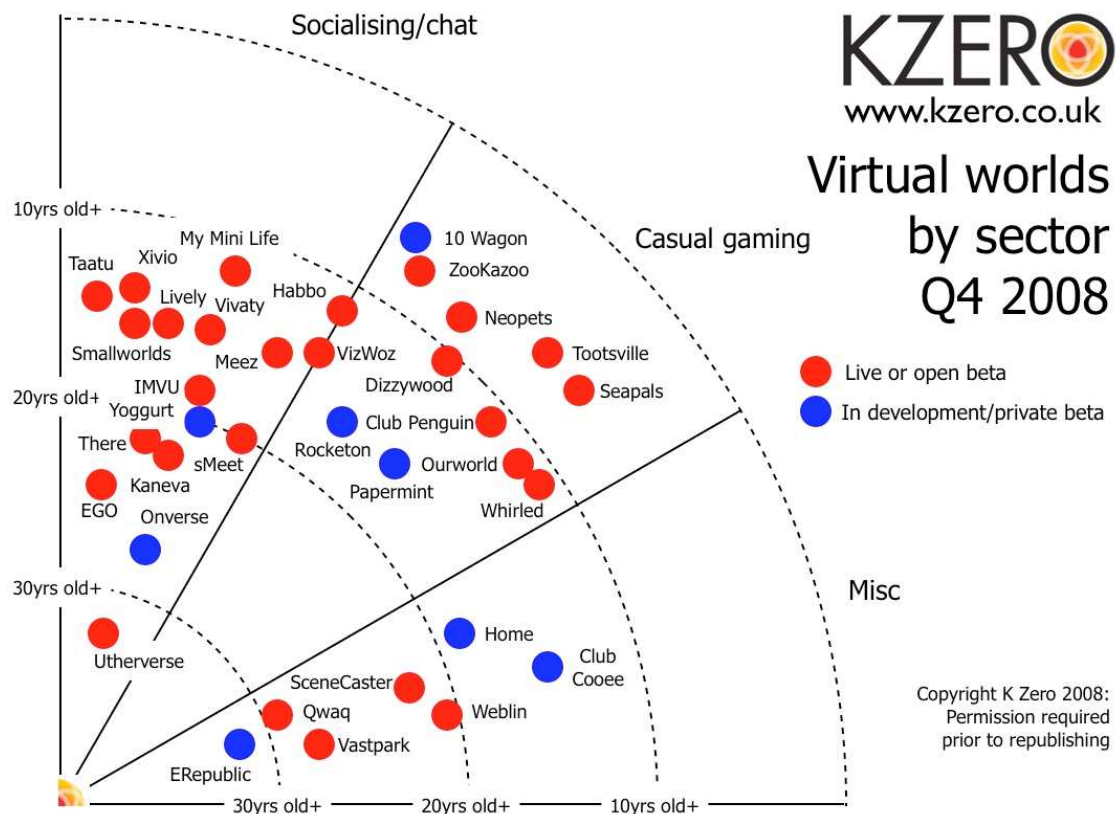 Socialising/chat
KZERO
www.kzero.co.uk
Virtual worlds
by sector
Q4 2008
Live or open beta
In development/private beta
Casual gaming
Misc
Copyright K Zero 2008:
Permission required
prior to republishing
10yrs old+
20yrs old+
30yrs old+
My Mini Life
Xivio
Taatu
Lively
Vivaty
Habbo
Smallworlds
Meez
VizWoz
IMVU
Yoggurt
There
sMeet
Kaneva
EGO
Onverse
Utherverse
10 Wagon
ZooKazoo
Neopets
Tootsville
Dizzywood
Seapals
Club Penguin
Rocketon
Ourworld
Papermint
Whirled
Home
Club
Cooee
SceneCaster
Qwaq
Weblin
Vastpark
ERepublic
30yrs old+
20yrs old+
10yrs old+